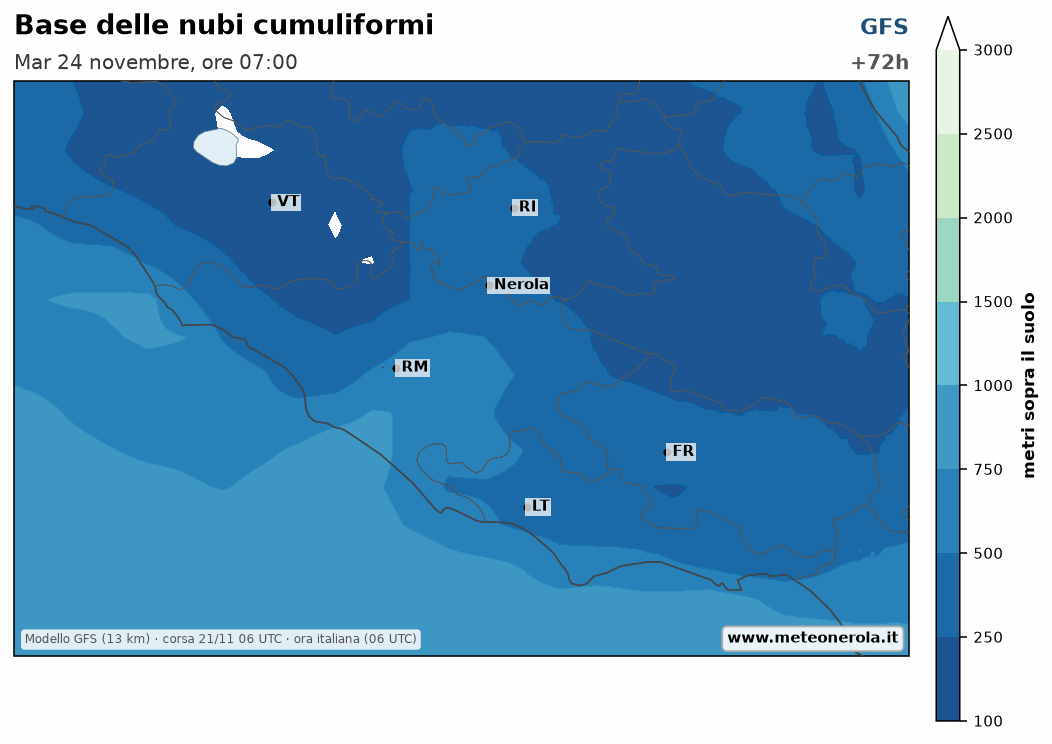 Base delle nubi cumuliformi
GFS
Mar 24 novembre, ore 07:00
+72h
3000
2500
2000
1500
1000
750
500
250
100
metri sopra il suolo
VT
RI
Nerola
RM
FR
LT
Modello GFS (13 km) · corsa 21/11 06 UTC · ora italiana (06 UTC)
www.meteonerola.it